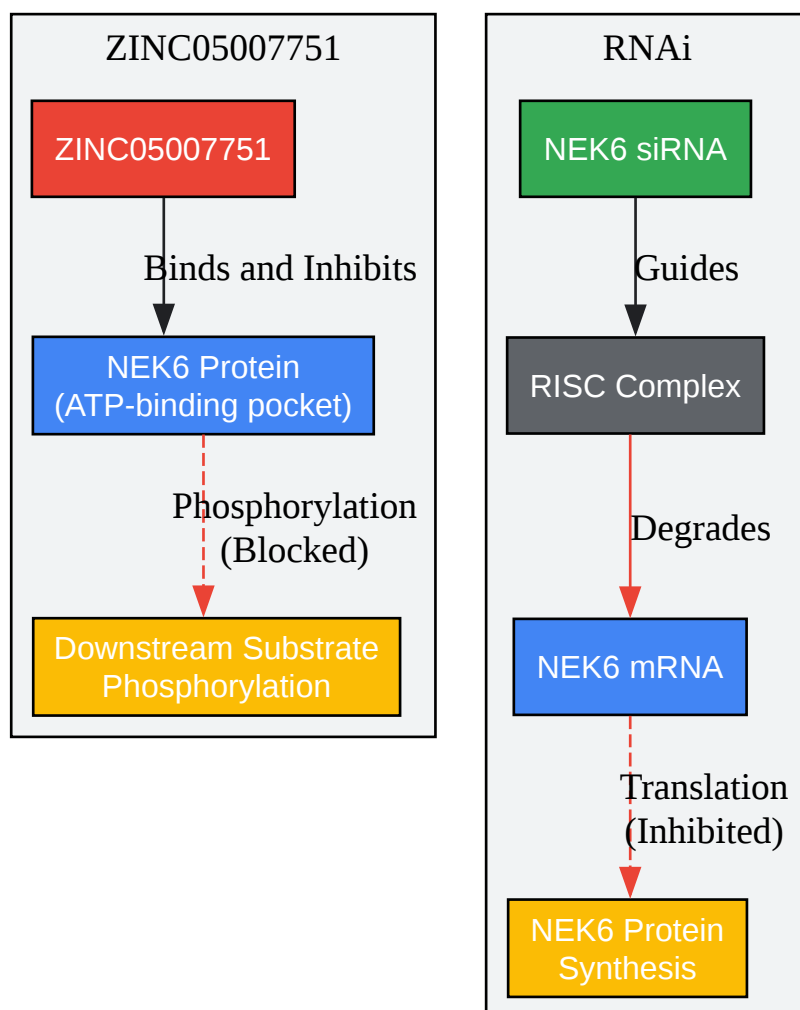 ZINC05007751
ZINC05007751
Binds and Inhibits
NEK6 Protein
(ATP-binding pocket)
Phosphorylation
(Blocked)
Downstream Substrate
Phosphorylation
RNAi
NEK6 siRNA
Guides
RISC Complex
Degrades
NEK6 mRNA
Translation
(Inhibited)
NEK6 Protein
Synthesis